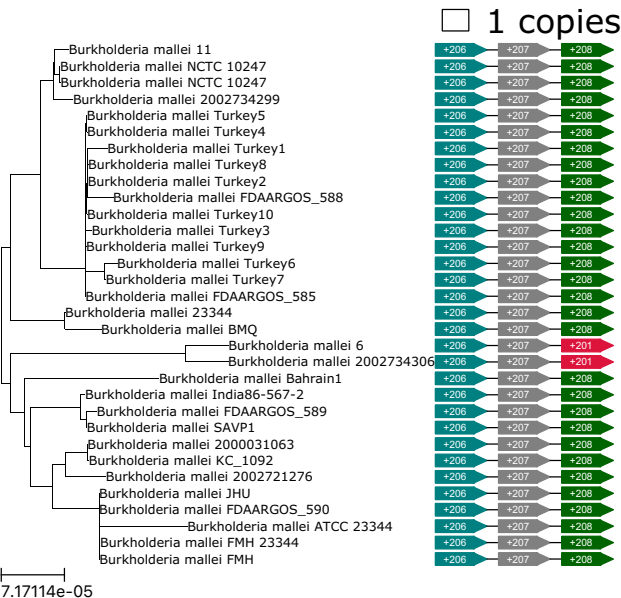 1 copies
Burkholderia mallei 11 +206 +207 +208
Burkholderia mallei NCTC 10247 +206 +207 +208
Burkholderia mallei NCTC 10247 +206 +207 +208
Burkholderia mallei 2002734299 +206 +207 +208
Burkholderia mallei Turkey5 +206 +207 +208
Burkholderia mallei Turkey4 +206 +207 +208
Burkholderia mallei Turkey1 +206 +207 +208
Burkholderia mallei Turkey8 +206 +207 +208
Burkholderia mallei Turkey2 +206 +207 +208
Burkholderia mallei FDAARGOS_588 +206 +207 +208
Burkholderia mallei Turkey10 +206 +207 +208
Burkholderia mallei Turkey3 +206 +207 +208
Burkholderia mallei Turkey9 +206 +207 +208
Burkholderia mallei Turkey6 +206 +207 +208
Burkholderia mallei Turkey7 +206 +207 +208
Burkholderia mallei FDAARGOS_585 +206 +207 +208
Burkholderia mallei 23344 +206 +207 +208
Burkholderia mallei BMQ +206 +207 +208
Burkholderia mallei 6 +206 +207 +201
Burkholderia mallei 2002734306 +206 +207 +201
Burkholderia mallei Bahrain1 +206 +207 +208
Burkholderia mallei India86-567-2 +206 +207 +208
Burkholderia mallei FDAARGOS_589 +206 +207 +208
Burkholderia mallei SAVP1 +206 +207 +208
Burkholderia mallei 2000031063 +206 +207 +208
Burkholderia mallei KC_1092 +206 +207 +208
Burkholderia mallei 2002721276 +206 +207 +208
Burkholderia mallei JHU +206 +207 +208
Burkholderia mallei FDAARGOS_590 +206 +207 +208
Burkholderia mallei ATCC 23344 +206 +207 +208
Burkholderia mallei FMH 23344 +206 +207 +208
Burkholderia mallei FMH +206 +207 +208
7.17114e-05